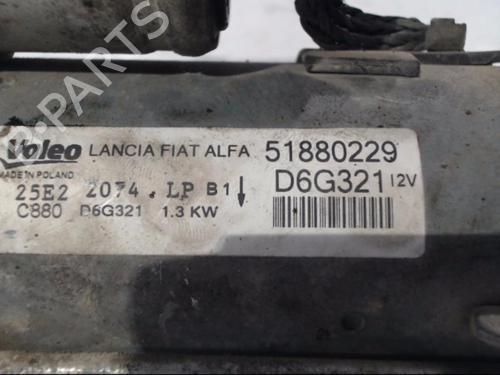 Valeo LANCIA FIAT ALFA 51880229
MADE IN POLAND
D6G321 12V
25E2 2074.LP B1
C880 D6G321 1.3 KW
B-PARTS